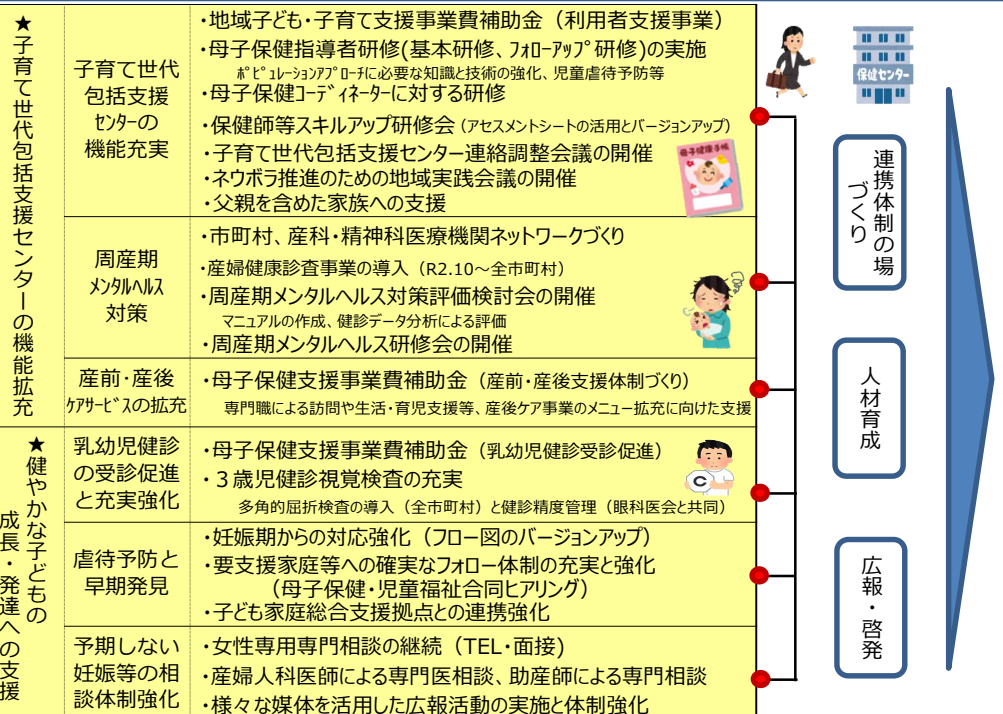 ★子育て世代包括支援センターの機能拡充
子育て世代
包括支援
ｾﾝﾀｰの
機能充実
・地域子ども・子育て支援事業費補助金（利用者支援事業）
・母子保健指導者研修(基本研修、ﾌｫﾛｰｱｯﾌﾟ研修)の実施
ﾎﾟﾋﾟｭﾚｰｼｮﾝｱﾌﾟﾛｰﾁに必要な知識と技術の強化、児童虐待予防等
・母子保健ｺｰﾃﾞｨﾈｰﾀｰに対する研修
・保健師等スキルアップ研修会（アセスメントシートの活用とバージョンアップ）
・子育て世代包括支援センター連絡調整会議の開催
・ネウボラ推進のための地域実践会議の開催
・父親を含めた家族への支援
母子健康手帳
周産期
ﾒﾝﾀﾙﾍﾙｽ
対策
・市町村、産科・精神科医療機関ネットワークづくり
・産婦健康診査事業の導入（R2.10～全市町村）
・周産期メンタルヘルス対策評価検討会の開催
マニュアルの作成、健診データ分析による評価
・周産期メンタルヘルス研修会の開催
産前・産後
ｹｱｻｰﾋﾞｽの拡充
・母子保健支援事業費補助金（産前・産後支援体制づくり）
専門職による訪問や生活・育児支援等、産後ケア事業のメニュー拡充に向けた支援
★健やかな子どもの
成長・発達への支援
乳幼児健診
の受診促進
と充実強化
・母子保健支援事業費補助金（乳幼児健診受診促進）
・３歳児健診視覚検査の充実
多角的屈折検査の導入（全市町村）と健診精度管理（眼科医会と共同）
C
虐待予防と
早期発見
・妊娠期からの対応強化（フロー図のバージョンアップ）
・要支援家庭等への確実なフォロー体制の充実と強化
（母子保健・児童福祉合同ヒアリング）
・子ども家庭総合支援拠点との連携強化
予期しない
妊娠等の相
談体制強化
・女性専用専門相談の継続（TEL・面接)
・産婦人科医師による専門医相談、助産師による専門相談
・様々な媒体を活用した広報活動の実施と体制強化
保健センター
連携体制の場
づくり
人材育成
広報・啓発